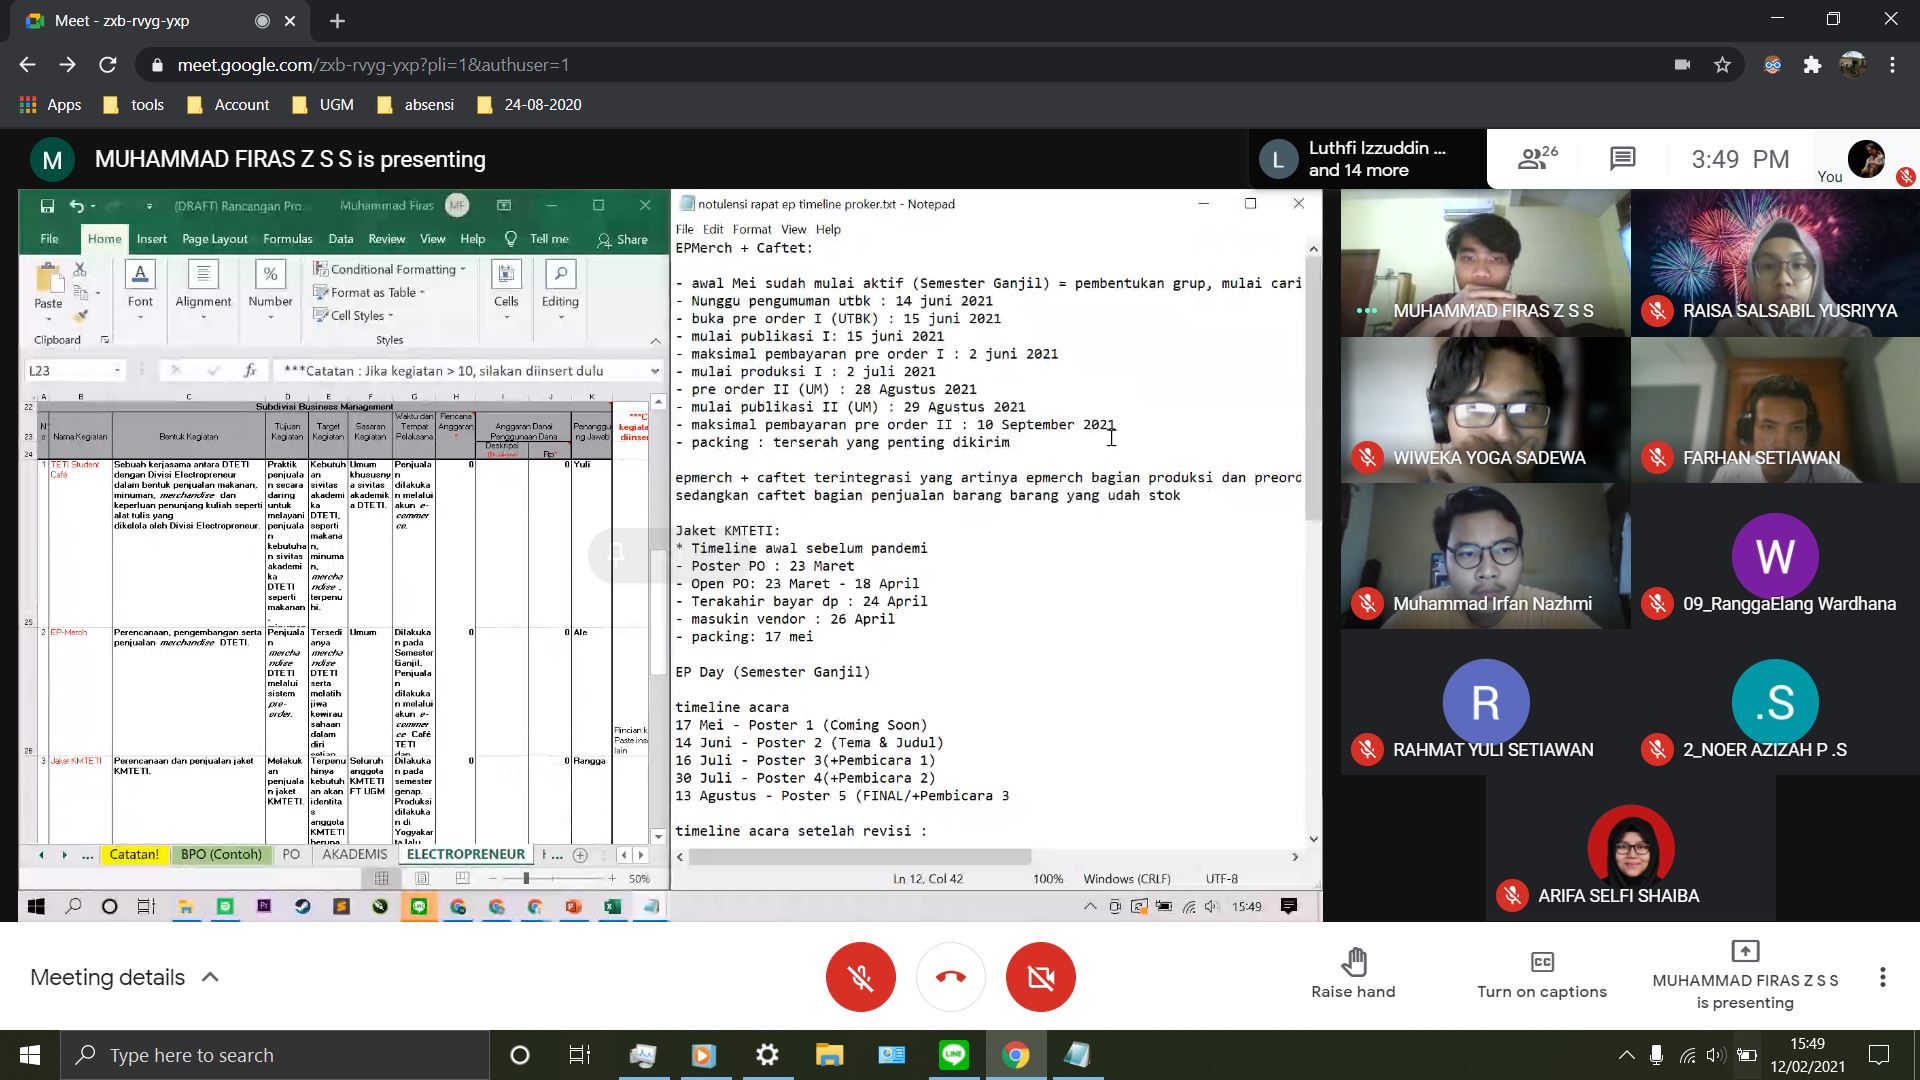 Meet - zxb-rvyg-yxp
meet.google.com/zxb-rvyg-yxp?pli=1&authuser=1
Apps
tools
Account
UGM
absensi
24-08-2020
M
MUHAMMAD FIRAS Z S S is presenting
L
Luthfi Izzuddin ...
and 14 more
26
3:49 PM
You
(DRAFT) Rancangan Pro...
Muhammad Firas
MF
File
Home
Insert
Page Layout
Formulas
Data
Review
View
Help
Tell me
Share
Paste
Font
Alignment
Number
Conditional Formatting
Format as Table
Cell Styles
Cells
Editing
Clipboard
Styles
L23
fx
***Catatan : Jika kegiatan > 10, silakan diinsert dulu
A
B
C
D
E
F
G
H
I
J
K
22
Subdivisi Business Management
23
Nama Kegiatan
Bentuk Kegiatan
Tujuan Kegiatan
Target Kegiatan
Sasaran Kegiatan
Waktu dan Tempat Pelaksana
Rencana Anggaran
Anggaran Dana/ Penggunaan Dana
Penanggu ng Jawab
24
Deskripsi
Rp
1
TETI Student Café
Sebuah kerjasama antara DTETI
dengan Divisi Electropreneur
dalam bentuk penjualan makanan,
minuman, merchandise dan
keperluan penunjang kuliah seperti
alat tulis yang
dikelola oleh Divisi Electropreneur.
Praktik penjualan secara daring untuk melayani penjualan kebutuhan sivitas akademika DTETI seperti makanan,
Kebutuhan sivitas akademika DTETI, seperti makanan, minuman, merchandise, terpenuhi.
Umum khususnya sivitas akademika DTETI.
Penjualan dilakukan melalui akun e-commerce.
0
0
Yuli
25
2
EP-Merch
Perencanaan, pengembangan serta
penjualan merchandise DTETI.
Penjualan merchandise DTETI melalui sistem pre-order.
Tersedianya merchandise DTETI serta melatih jiwa kewirausahaan dalam diri
Umum
Dilakukan pada Semester Ganjil. Penjualan dilakukan melalui akun e-commerce Café TETI dan
0
0
Ale
26
3
Jaket KMTETI
Perencanaan dan penjualan jaket
KMTETI.
Melakukan penjualan jaket KMTETI.
Terpenuhinya kebutuhan akan identitas anggota KMTETI berupa
Seluruh anggota KMTETI FT UGM
Dilakukan pada semester genap. Produksi dilakukan di Yogyakarta lalu
0
0
Rangga
...
Catatan!
BPO (Contoh)
PO
AKADEMIS
ELECTROPRENEUR
50%
notulensi rapat ep timeline proker.txt - Notepad
File
Edit
Format
View
Help
EPMerch + Caftet:
- awal Mei sudah mulai aktif (Semester Ganjil) = pembentukan grup, mulai cari
- Nunggu pengumuman utbk : 14 juni 2021
- buka pre order I (UTBK) : 15 juni 2021
- mulai publikasi I: 15 juni 2021
- maksimal pembayaran pre order I : 2 juni 2021
- mulai produksi I : 2 juli 2021
- pre order II (UM) : 28 Agustus 2021
- mulai publikasi II (UM) : 29 Agustus 2021
- maksimal pembayaran pre order II : 10 September 2021
- packing : terserah yang penting dikirim
epmerch + caftet terintegrasi yang artinya epmerch bagian produksi dan preord
sedangkan caftet bagian penjualan barang barang yang udah stok
Jaket KMTETI:
* Timeline awal sebelum pandemi
- Poster PO : 23 Maret
- Open PO: 23 Maret - 18 April
- Terakahir bayar dp : 24 April
- masukin vendor : 26 April
- packing: 17 mei
EP Day (Semester Ganjil)
timeline acara
17 Mei - Poster 1 (Coming Soon)
14 Juni - Poster 2 (Tema & Judul)
16 Juli - Poster 3(+Pembicara 1)
30 Juli - Poster 4(+Pembicara 2)
13 Agustus - Poster 5 (FINAL/+Pembicara 3
timeline acara setelah revisi :
Ln 12, Col 42
100%
Windows (CRLF)
UTF-8
15:49
MUHAMMAD FIRAS Z S S
RAISA SALSABIL YUSRIYYA
WIWEKA YOGA SADEWA
FARHAN SETIAWAN
Muhammad Irfan Nazhmi
W
09_RanggaElang Wardhana
R
RAHMAT YULI SETIAWAN
.S
2_NOER AZIZAH P .S
ARIFA SELFI SHAIBA
Meeting details
Raise hand
CC
Turn on captions
MUHAMMAD FIRAS Z S S
is presenting
Type here to search
LINE
15:49
12/02/2021